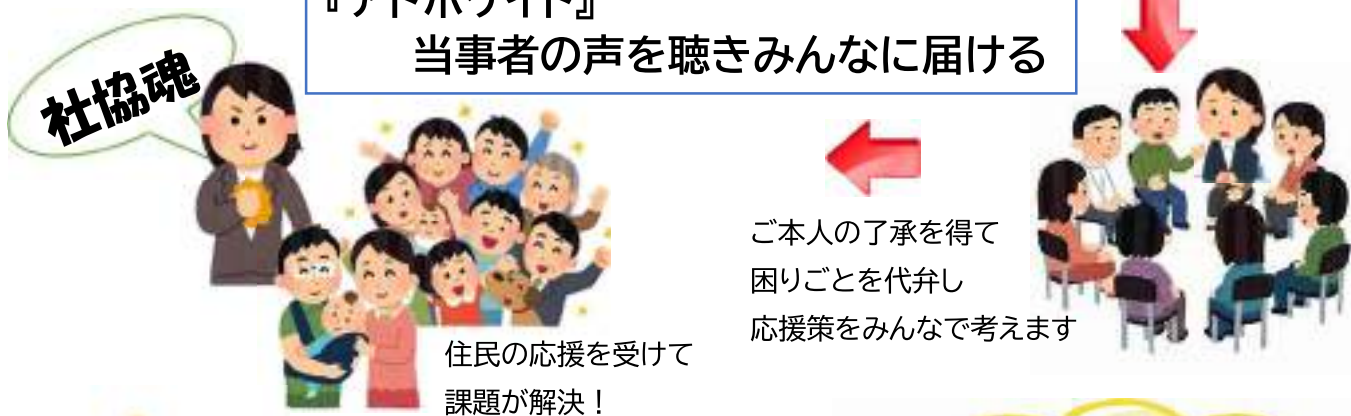 当事者の声を聴きみんなに届ける
社協魂
ご本人の了承を得て
困りごとを代弁し
応援策をみんなで考えます
住民の応援を受けて
課題が解決！